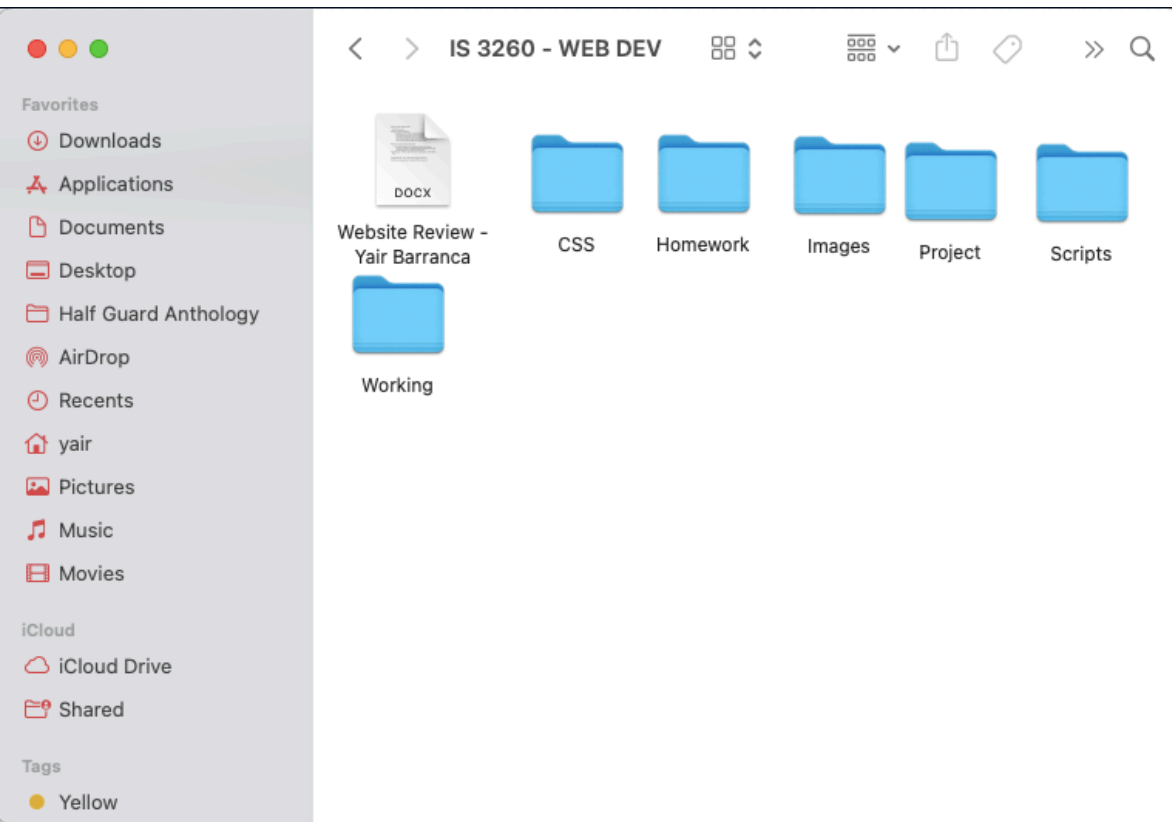 IS 3260 - WEB DEV
Favorites
Downloads
Applications
Documents
Desktop
Half Guard Anthology
AirDrop
Recents
yair
Pictures
Music
Movies
iCloud
iCloud Drive
Shared
Tags
Yellow
DOCX
Website Review -
Yair Barranca
CSS
Homework
Images
Project
Scripts
Working